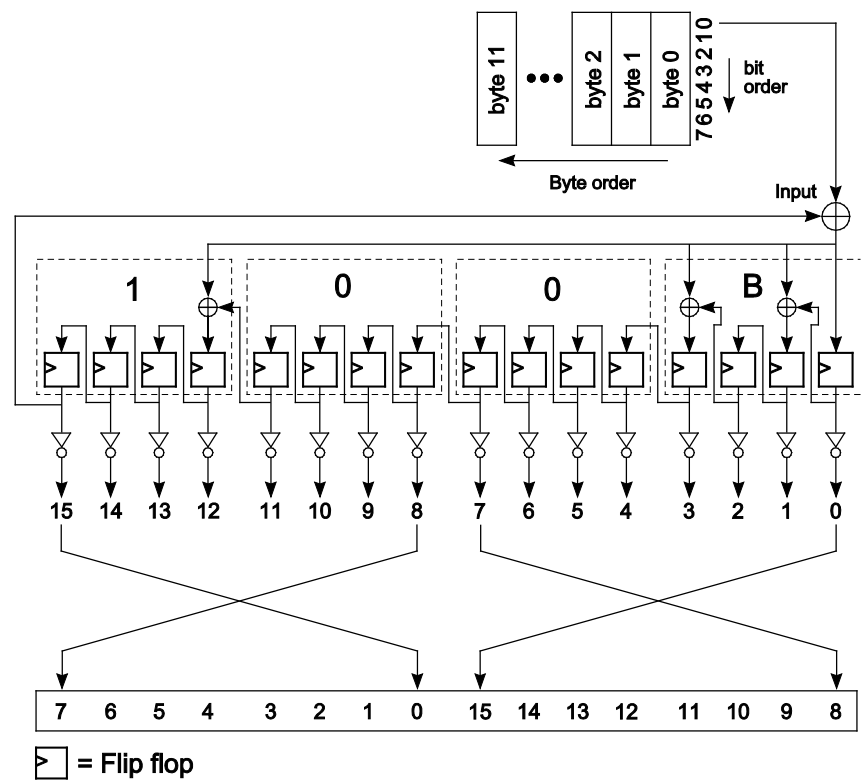 byte 11 ••• byte 2 byte 1 byte 0 76543210 bit
order
Byte order
Input
1 0 0 B
15 14 13 12 11 10 9 8 7 6 5 4 3 2 1 0
7 6 5 4 3 2 1 0 15 14 13 12 11 10 9 8
= Flip flop